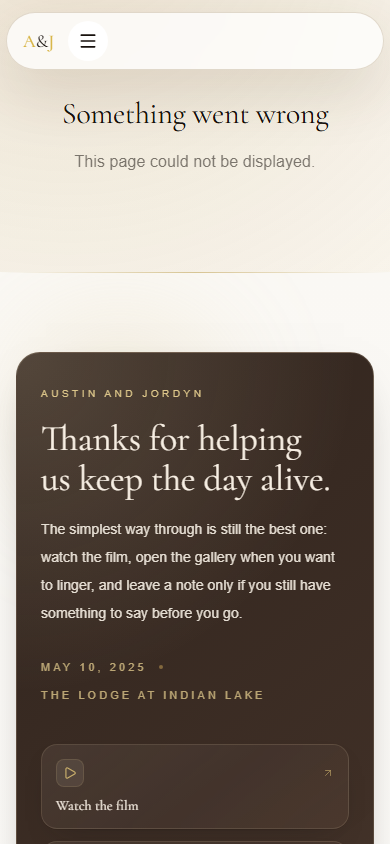 A&J
Something went wrong
This page could not be displayed.
AUSTIN AND JORDYN
Thanks for helping
us keep the day alive.
The simplest way through is still the best one:
watch the film, open the gallery when you want
to linger, and leave a note only if you still have
something to say before you go.
MAY 10, 2025 •
THE LODGE AT INDIAN LAKE
Watch the film